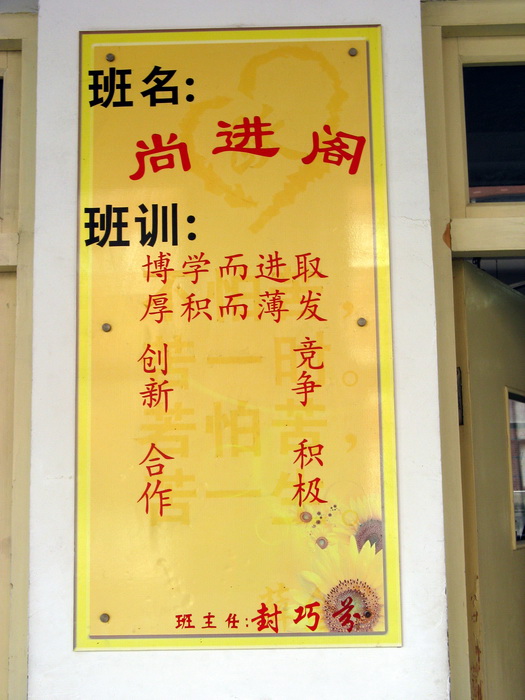 班名:
尚进阁
班训:
博学而进取
厚积而薄发
创新 竞争
合作 积极
班主任:封巧芬